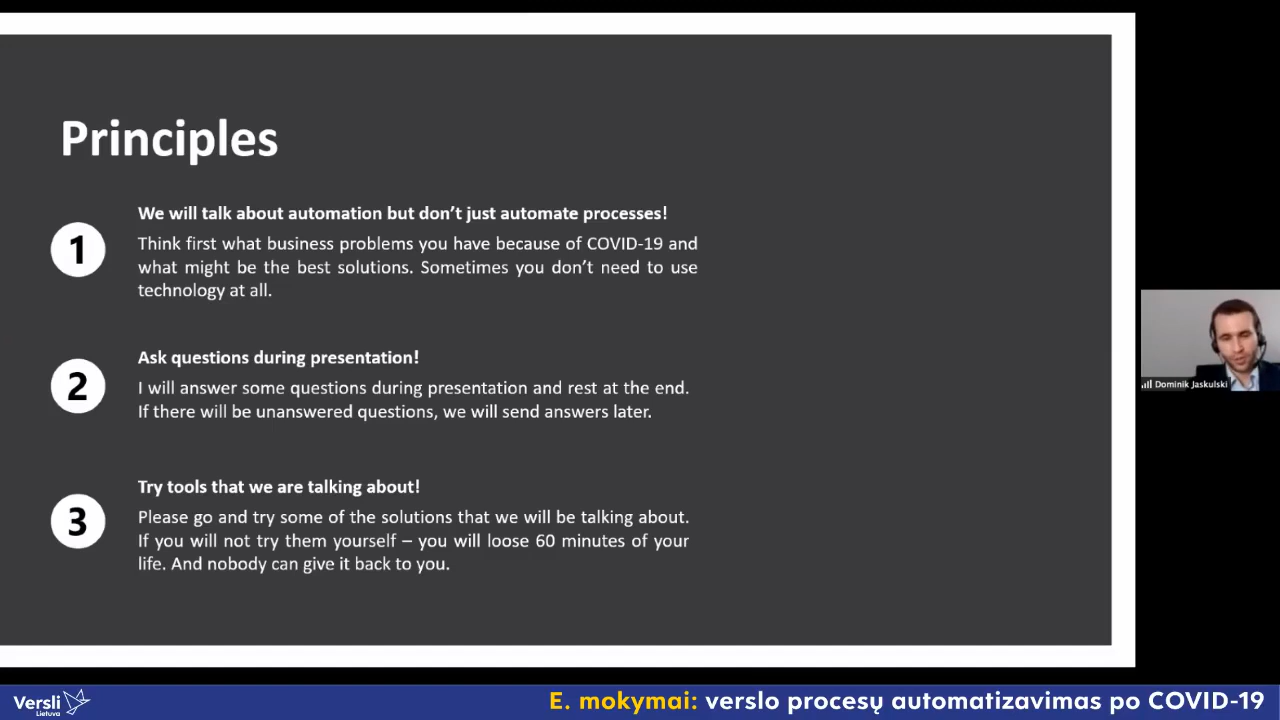 Principles
1
We will talk about automation but don't just automate processes!
Think first what business problems you have because of COVID-19 and
what might be the best solutions. Sometimes you don't need to use
technology at all.
2
Ask questions during presentation!
I will answer some questions during presentation and rest at the end.
If there will be unanswered questions, we will send answers later.
3
Try tools that we are talking about!
Please go and try some of the solutions that we will be talking about.
If you will not try them yourself – you will loose 60 minutes of your
life. And nobody can give it back to you.
Dominik Jaskulski
Versli
Lietuva
E. mokymai: verslo procesų automatizavimas po COVID-19